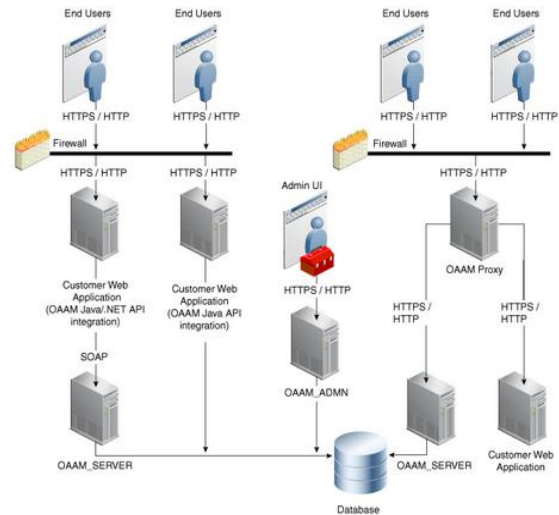 End Users
End Users
End Users
End Users
HTTPS / HTTP
HTTPS / HTTP
HTTPS / HTTP
HTTPS / HTTP
Firewall
Firewall
HTTPS / HTTP
HTTPS / HTTP
HTTPS / HTTP
Admin UI
Customer Web
Application
(OAAM Java/.NET API
integration)
Customer Web
Application
(OAAM Java API
integration)
OAAM Proxy
HTTPS / HTTP
HTTPS /
HTTP
HTTPS /
HTTP
SOAP
OAAM_ADMN
OAAM_SERVER
OAAM_SERVER
Customer Web
Application
Database